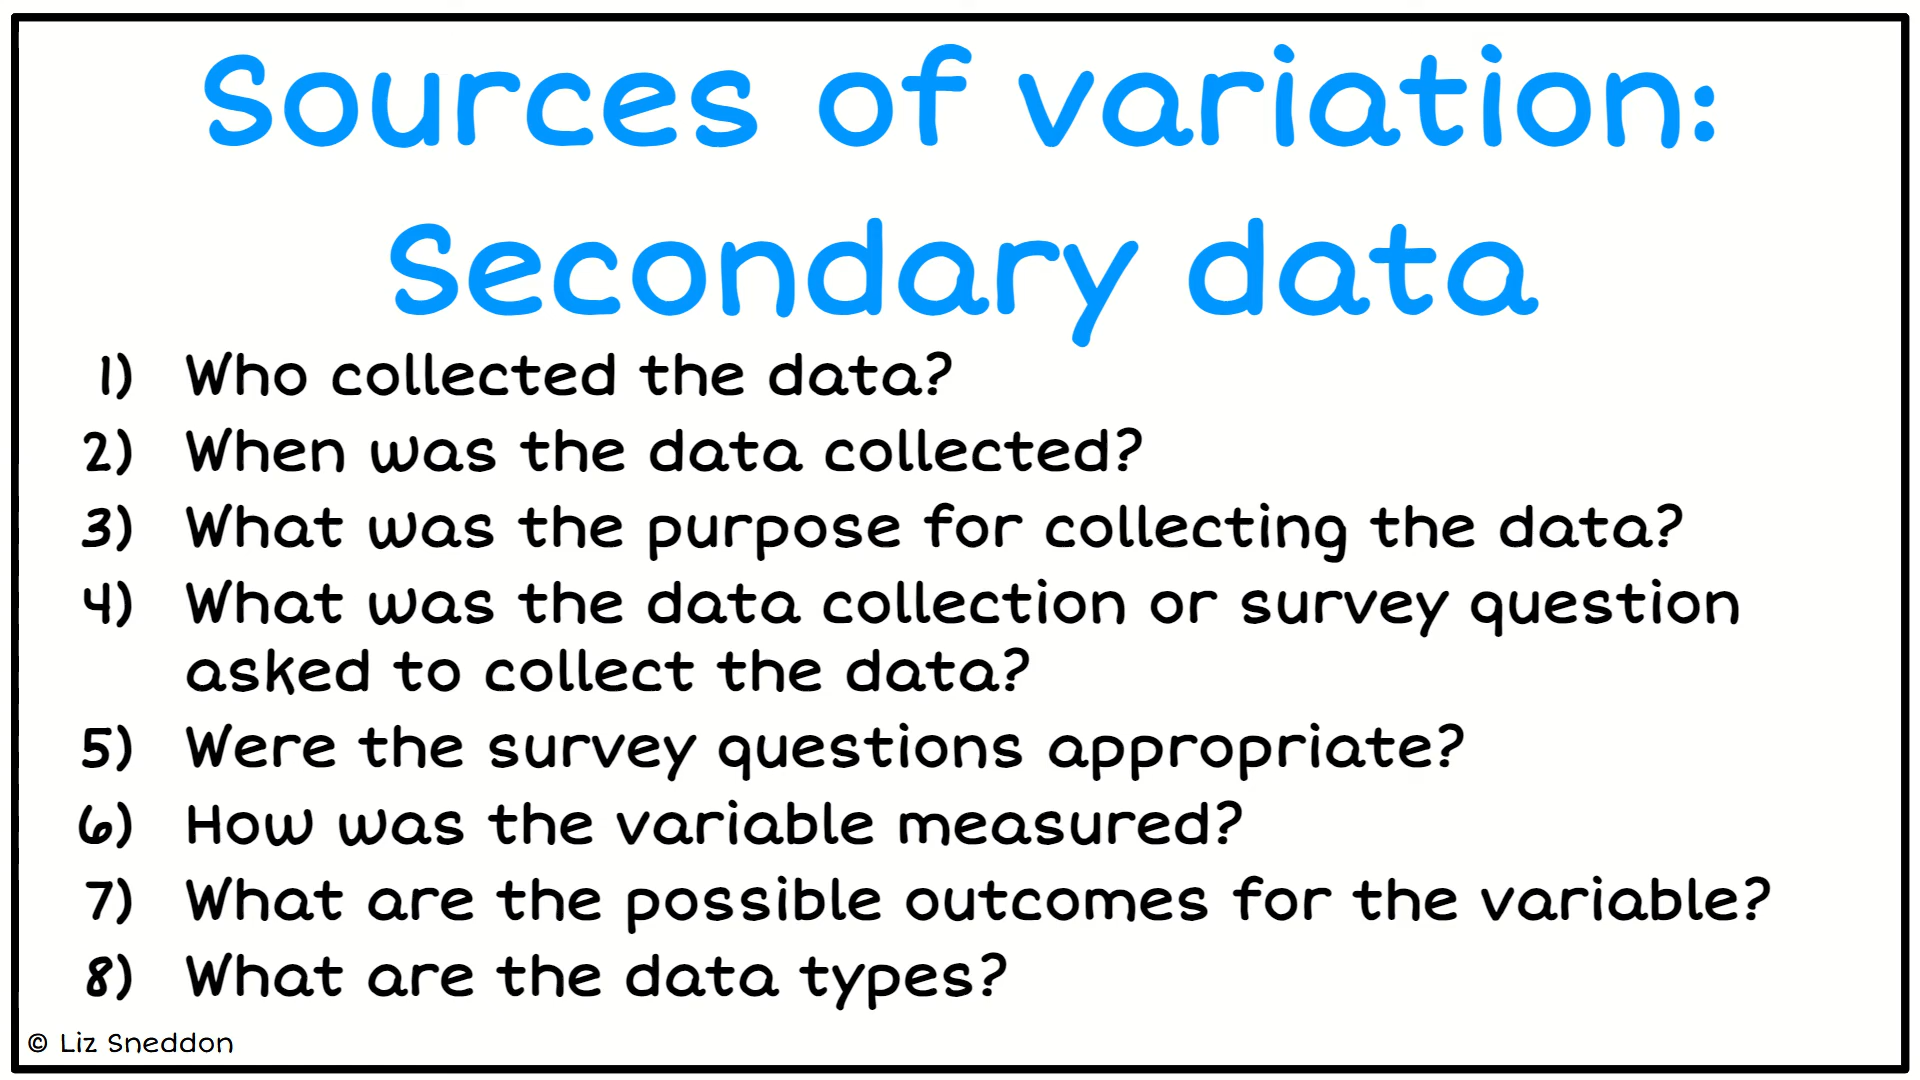 Sources of variation:
Secondary data
1) Who collected the data?
2) When was the data collected?
3) What was the purpose for collecting the data?
4) What was the data collection or survey question
asked to collect the data?
5) Were the survey questions appropriate?
6) How was the variable measured?
7) What are the possible outcomes for the variable?
8) What are the data types?
© Liz Sneddon